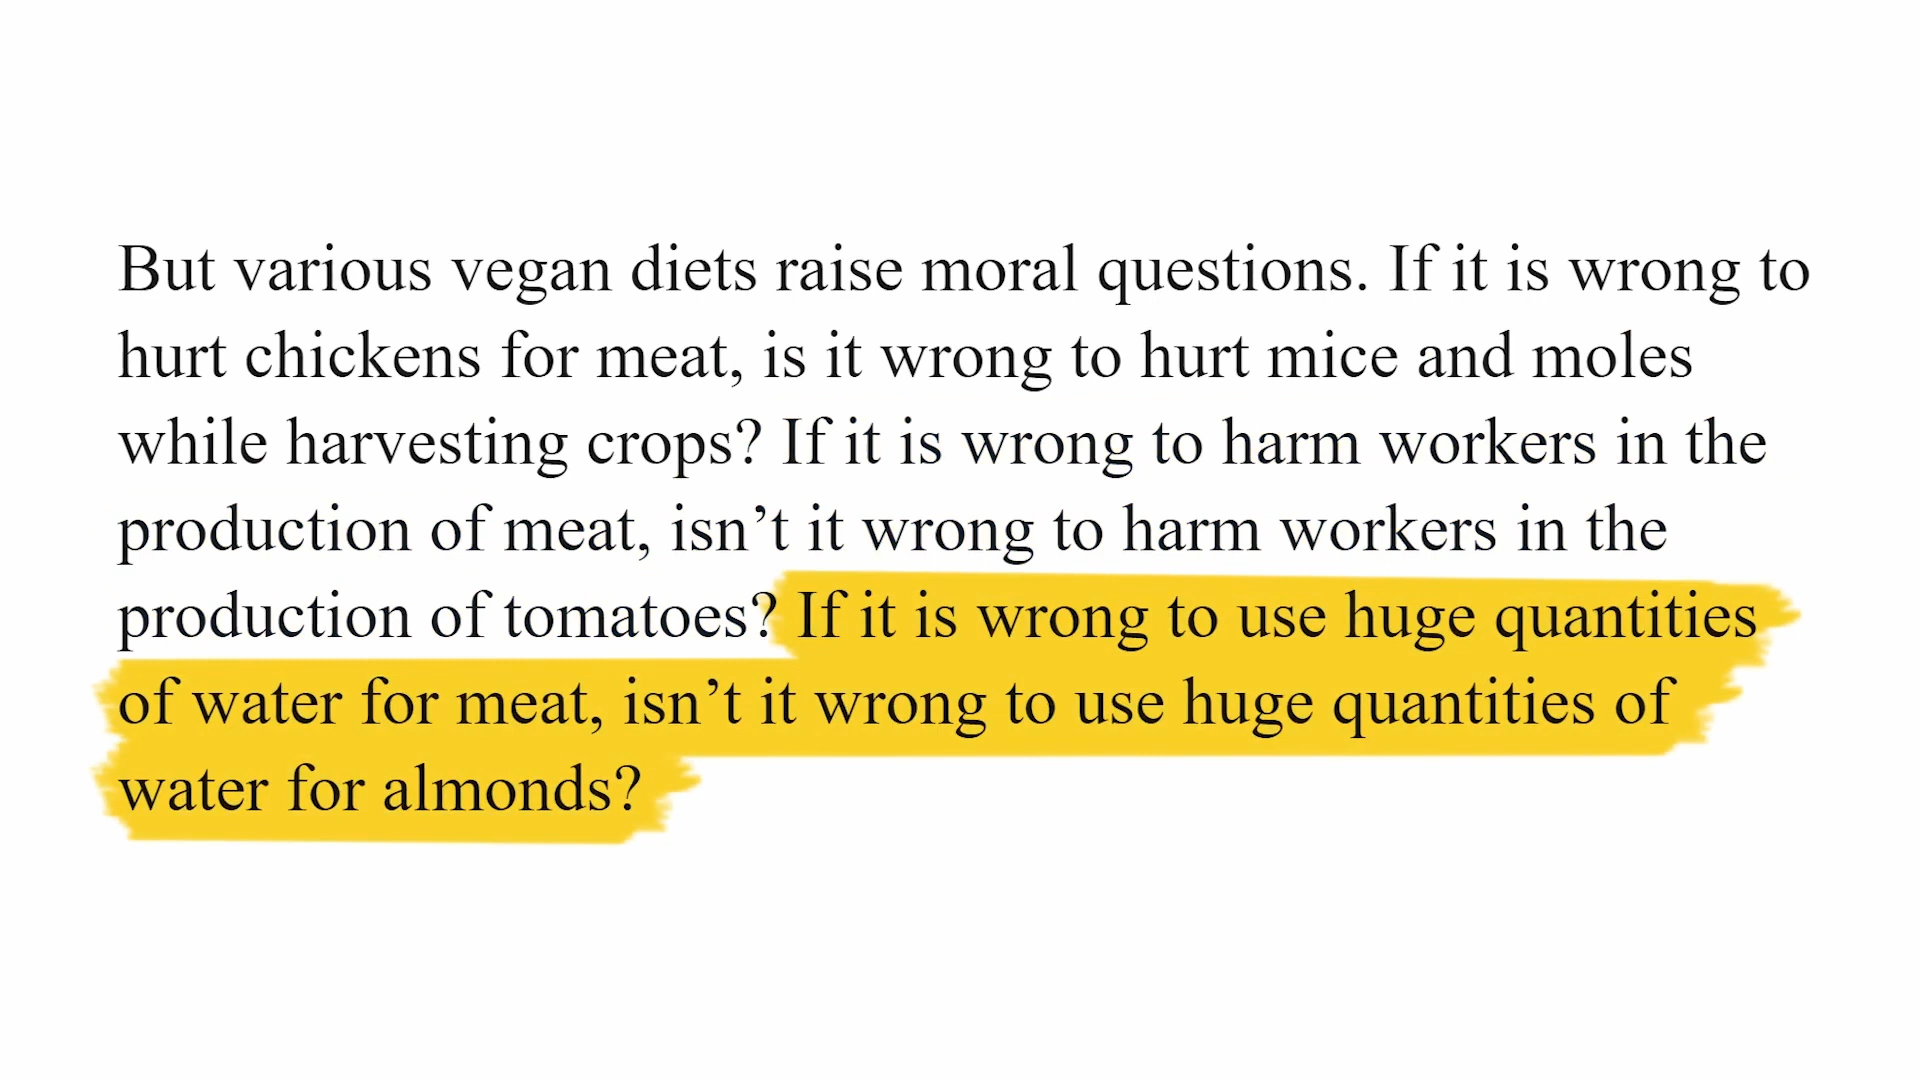 But various vegan diets raise moral questions. If it is wrong to
hurt chickens for meat, is it wrong to hurt mice and moles
while harvesting crops? If it is wrong to harm workers in the
production of meat, isn’t it wrong to harm workers in the
production of tomatoes? If it is wrong to use huge quantities
of water for meat, isn’t it wrong to use huge quantities of
water for almonds?